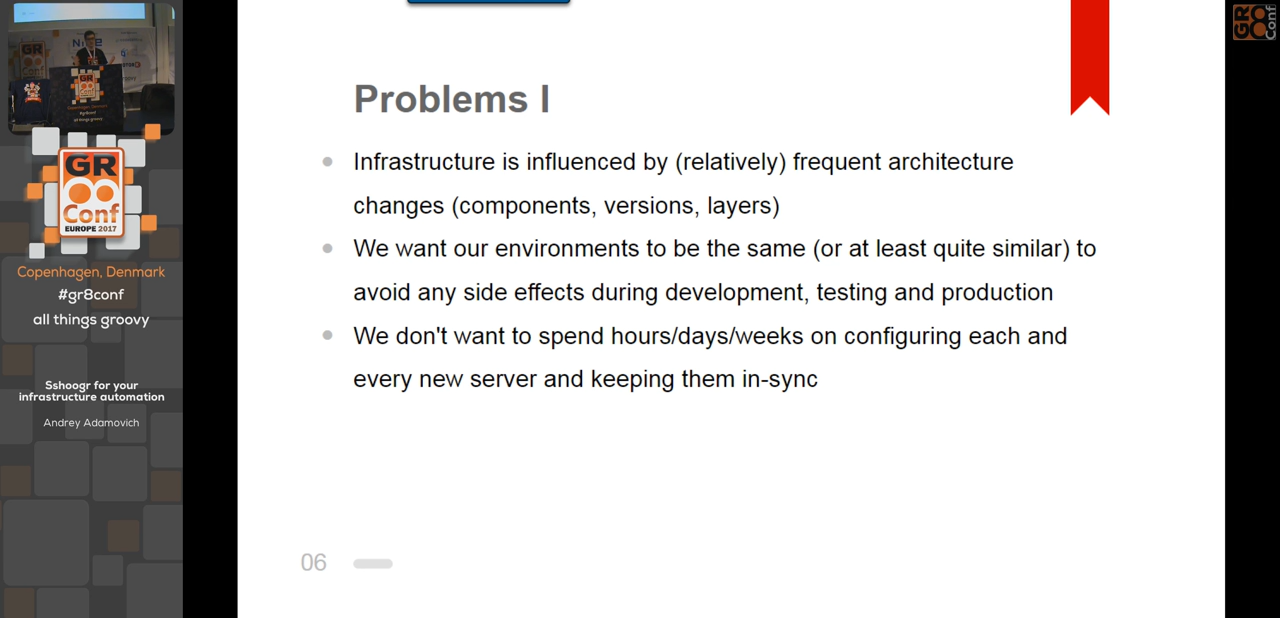 GR
Conf
EUROPE 2017
Copenhagen, Denmark
#gr8conf
all things groovy
Sshoogr for your
infrastructure automation
Andrey Adamovich
Problems I
Infrastructure is influenced by (relatively) frequent architecture
changes (components, versions, layers)
We want our environments to be the same (or at least quite similar) to
avoid any side effects during development, testing and production
We don't want to spend hours/days/weeks on configuring each and
every new server and keeping them in-sync
06
GR
Conf